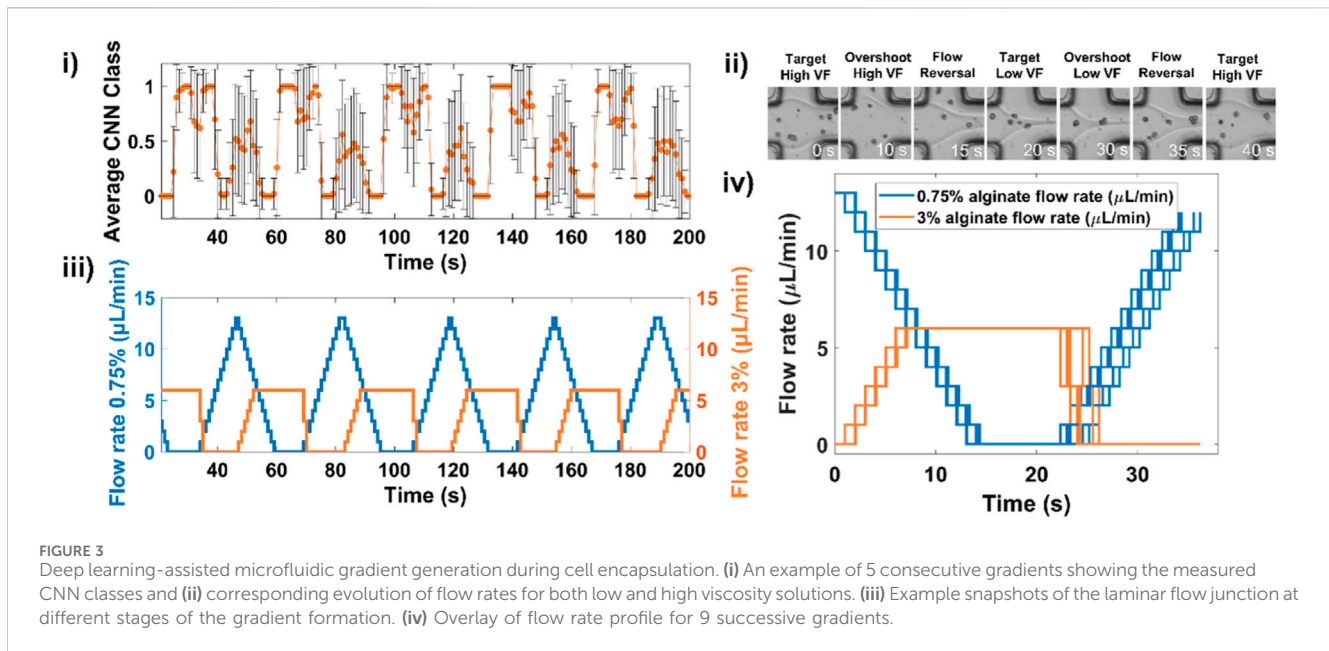 i)
Average CNN Class
1
0.5
0
40 60 80 100 120 140 160 180 200
Time (s)
ii)
Target High VF
Overshoot High VF
Flow Reversal
Target Low VF
Overshoot Low VF
Flow Reversal
Target High VF
0 s 10 s 15 s 20 s 30 s 35 s 40 s
iii)
Flow rate 0.75% (µL/min)
15
10
5
0
40 60 80 100 120 140 160 180 200
Time (s)
15
10
5
0
Flow rate 3% (µL/min)
iv)
0.75% alginate flow rate (µL/min)
3% alginate flow rate (µL/min)
Flow rate (µL/min)
10
5
0
0 10 20 30
Time (s)
FIGURE 3
Deep learning-assisted microfluidic gradient generation during cell encapsulation. (i) An example of 5 consecutive gradients showing the measured
CNN classes and (ii) corresponding evolution of flow rates for both low and high viscosity solutions. (iii) Example snapshots of the laminar flow junction at
different stages of the gradient formation. (iv) Overlay of flow rate profile for 9 successive gradients.